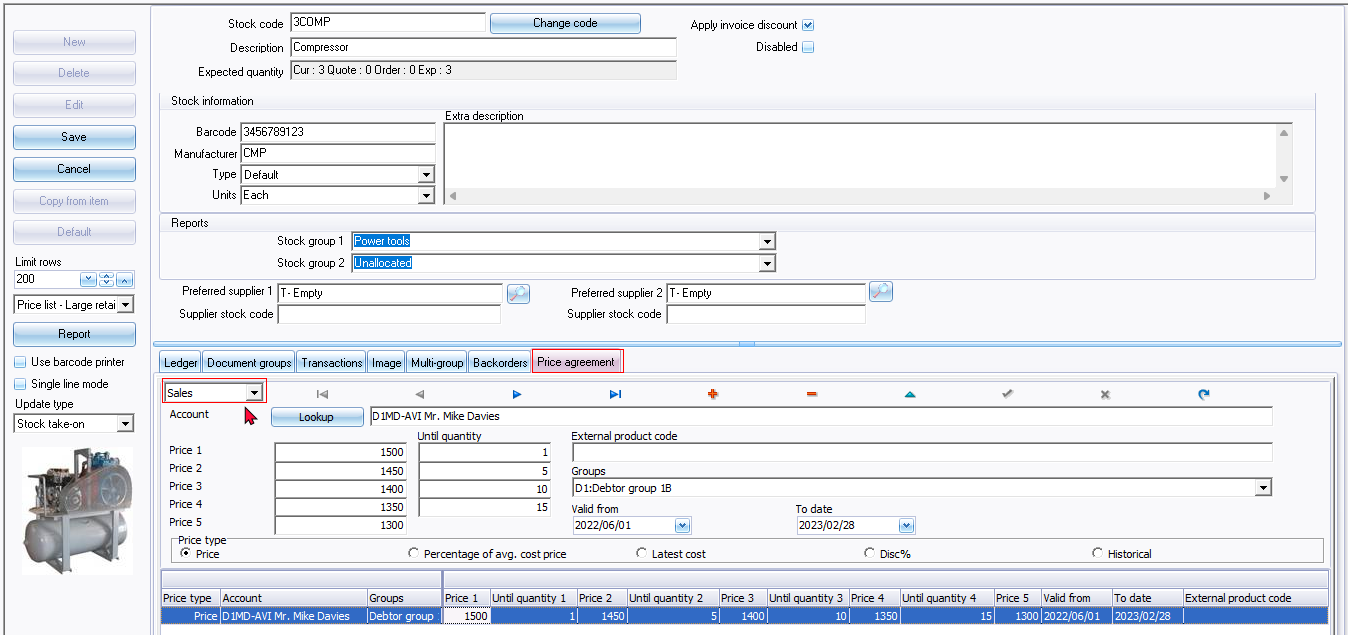 Stock code 3COMP Change code Apply invoice discount
New
Description Compressor Disabled
Delete
Expected quantity Cur : 3 Quote : 0 Order : 0 Exp : 3
Edit
Stock information
Extra description
Save
Barcode 3456789123
Manufacturer CMP
Cancel
Type Default
Units Each
Copy from item
Reports
Default
Stock group 1 Power tools
Limit rows
Stock group 2 Unallocated
200
Preferred supplier 1 T- Empty Preferred supplier 2 T- Empty
Price list - Large retai
Supplier stock code Supplier stock code
Report
Use barcode printer
Ledger Document groups Transactions Image Multi-group Backorders Price agreement
Single line mode
Sales
Update type
Account Lookup D1MD-AVI Mr. Mike Davies
Stock take-on
Until quantity External product code
Price 1 1500 1
Price 2 1450 5 Groups
Price 3 1400 10 D1:Debtor group 1B
Price 4 1350 15 Valid from To date
Price 5 1300 2022/06/01 2023/02/28
Price type
Price Percentage of avg. cost price Latest cost Disc% Historical
Price type Account Groups Price 1 Until quantity 1 Price 2 Until quantity 2 Price 3 Until quantity 3 Price 4 Until quantity 4 Price 5 Valid from To date External product code
Price D1MD-AVI Mr. Mike Davies Debtor group 1500 1 1450 5 1400 10 1350 15 1300 2022/06/01 2023/02/28